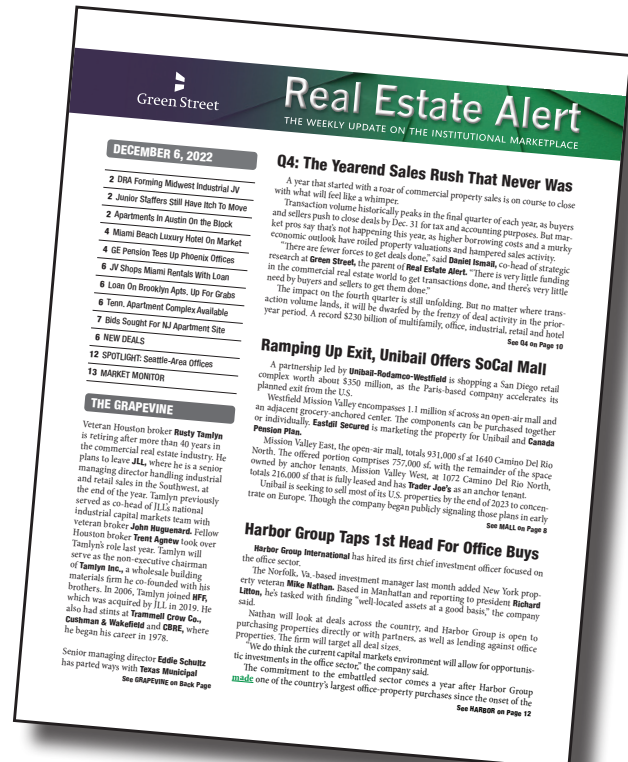 Green Street
Real Estate Alert
THE WEEKLY UPDATE ON THE INSTITUTIONAL MARKETPLACE
DECEMBER 6, 2022
2 DRA Forming Midwest Industrial JV
2 Junior Staffers Still Have Itch To Move
2 Apartments In Austin On the Block
4 Miami Beach Luxury Hotel On Market
4 GE Pension Tees Up Phoenix Offices
6 JV Shops Miami Rentals With Loan
6 Loan On Brooklyn Apts. Up For Grabs
6 Tenn. Apartment Complex Available
7 Bids Sought For NJ Apartment Site
6 NEW DEALS
12 SPOTLIGHT: Seattle-Area Offices
13 MARKET MONITOR
THE GRAPEVINE
Veteran Houston broker Rusty Tamlyn
is retiring after more than 40 years in
the commercial real estate industry. He
plans to leave JLL, where he is a senior
managing director handling industrial
and retail sales in the Southwest, at
the end of the year. Tamlyn previously
served as co-head of JLL's national
industrial capital markets team with
veteran broker John Huguenard. Fellow
Houston broker Trent Agnew took over
Tamlyn's role last year. Tamlyn will
serve as the non-executive chairman
of Tamlyn Inc., a wholesale building
materials firm he co-founded with his
brothers. In 2006, Tamlyn joined HFF,
which was acquired by JLL in 2019. He
also had stints at Trammell Crow Co.,
Cushman & Wakefield and CBRE, where
he began his career in 1978.
Senior managing director Eddie Schultz
has parted ways with Texas Municipal
See GRAPEVINE on Back Page
Q4: The Yearend Sales Rush That Never Was
A year that started with a roar of commercial property sales is on course to close
with what will feel like a whimper.
Transaction volume historically peaks in the final quarter of each year, as buyers
and sellers push to close deals by Dec. 31 for tax and accounting purposes. But mar-
ket pros say that's not happening this year, as higher borrowing costs and a murky
economic outlook have roiled property valuations and hampered sales activity.
"There are fewer forces to get deals done," said Daniel Ismail, co-head of strategic
research at Green Street, the parent of Real Estate Alert. "There is very little funding
in the commercial real estate world to get transactions done, and there's very little
need by buyers and sellers to get them done."
The impact on the fourth quarter is still unfolding. But no matter where trans-
action volume lands, it will be dwarfed by the frenzy of deal activity in the prior-
year period. A record $230 billion of multifamily, office, industrial, retail and hotel
See Q4 on Page 10
Ramping Up Exit, Unibail Offers SoCal Mall
A partnership led by Unibail-Rodamco-Westfield is shopping a San Diego retail
complex worth about $350 million, as the Paris-based company accelerates its
planned exit from the U.S.
Westfield Mission Valley encompasses 1.1 million sf across an open-air mall and
an adjacent grocery-anchored center. The components can be purchased together
or individually. Eastdil Secured is marketing the property for Unibail and Canada
Pension Plan.
Mission Valley East, the open-air mall, totals 931,000 sf at 1640 Camino Del Rio
North. The offered portion comprises 757,000 sf, with the remainder of the space
owned by anchor tenants. Mission Valley West, at 1072 Camino Del Rio North,
totals 216,000 sf that is fully leased and has Trader Joe's as an anchor tenant.
Unibail is seeking to sell most of its U.S. properties by the end of 2023 to concen-
trate on Europe. Though the company began publicly signaling those plans in early
See MALL on Page 8
Harbor Group Taps 1st Head For Office Buys
Harbor Group International has hired its first chief investment officer focused on
the office sector.
The Norfolk, Va.-based investment manager last month added New York prop-
erty veteran Mike Nathan. Based in Manhattan and reporting to president Richard
Litton, he's tasked with finding "well-located assets at a good basis," the company
said.
Nathan will look at deals across the country, and Harbor Group is open to
purchasing properties directly or with partners, as well as lending against office
properties. The firm will target all deal sizes.
"We do think the current capital markets environment will allow for opportunis-
tic investments in the office sector," the company said.
The commitment to the embattled sector comes a year after Harbor Group
made one of the country's largest office-property purchases since the onset of the
See HARBOR on Page 12